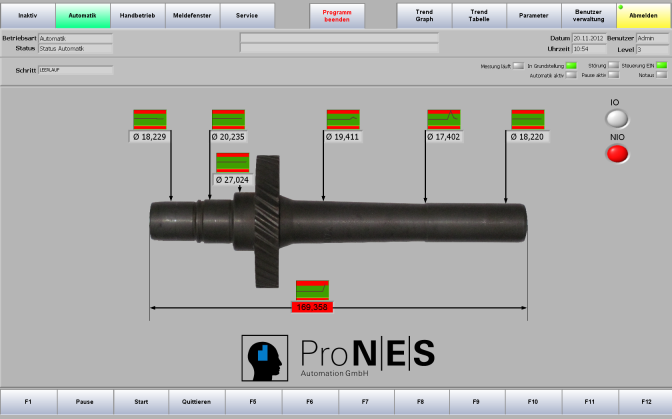 Inaktiv Automatik Handbetrieb Meldefenster Service Programm beenden Trend Graph Trend Tabelle Parameter Benutzer verwaltung Abmelden
Betriebsart Automatik Datum 20.11.2012 Benutzer Admin
Status Status Automatik Uhrzeit 10:54 Level 3
Schritt LEERLAUF Messung läuft In Grundstellung Störung Steuerung EIN
Automatik aktiv Pause aktiv Notaus
IO
Ø 18,229 Ø 20,235 Ø 19,411 Ø 17,402 Ø 18,220
NIO
Ø 27,024
169,358
ProN|E|S
Automation GmbH
F1 Pause Start Quittieren F5 F6 F7 F8 F9 F10 F11 F12